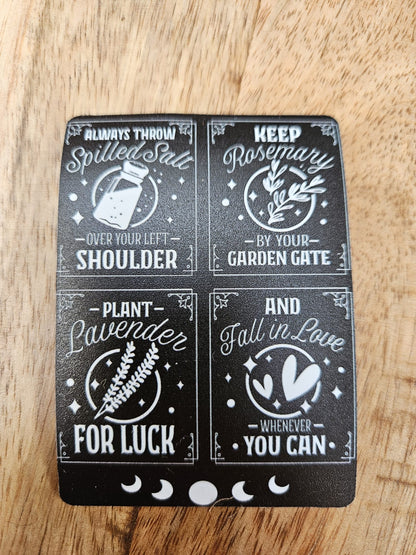 ALWAYS THROW
Spilled Salt
OVER YOUR LEFT
SHOULDER
KEEP
Rosemary
BY YOUR
GARDEN GATE
PLANT
Lavender
FOR LUCK
AND
Fall in Love
WHENEVER
YOU CAN